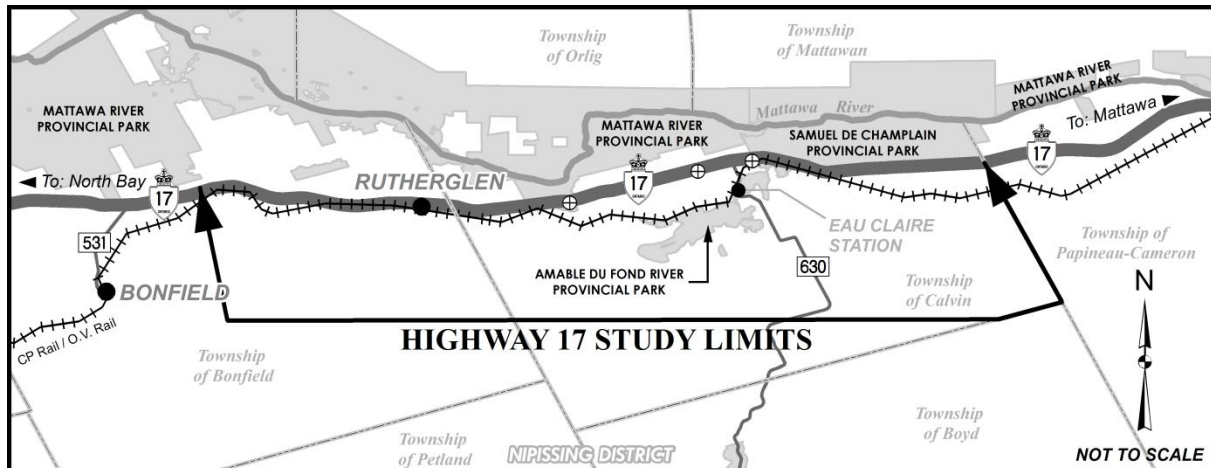 Township
of Orlig
Township
of Mattawan
MATTAWA RIVER
PROVINCIAL PARK
MATTAWA RIVER
PROVINCIAL PARK
Mattawa River
SAMUEL DE CHAMPLAIN
PROVINCIAL PARK
MATTAWA RIVER
PROVINCIAL PARK
To: Mattawa
To: North Bay
17
ONTARIO
RUTHERGLEN
17
ONTARIO
17
ONTARIO
531
BONFIELD
CP Rail / O.V. Rail
EAU CLAIRE
STATION
AMABLE DU FOND RIVER
PROVINCIAL PARK
630
Township of
Papineau-Cameron
Township
of Calvin
N
HIGHWAY 17 STUDY LIMITS
Township
of Bonfield
Township
of Boyd
Township
of Petland
NIPISSING DISTRICT
NOT TO SCALE